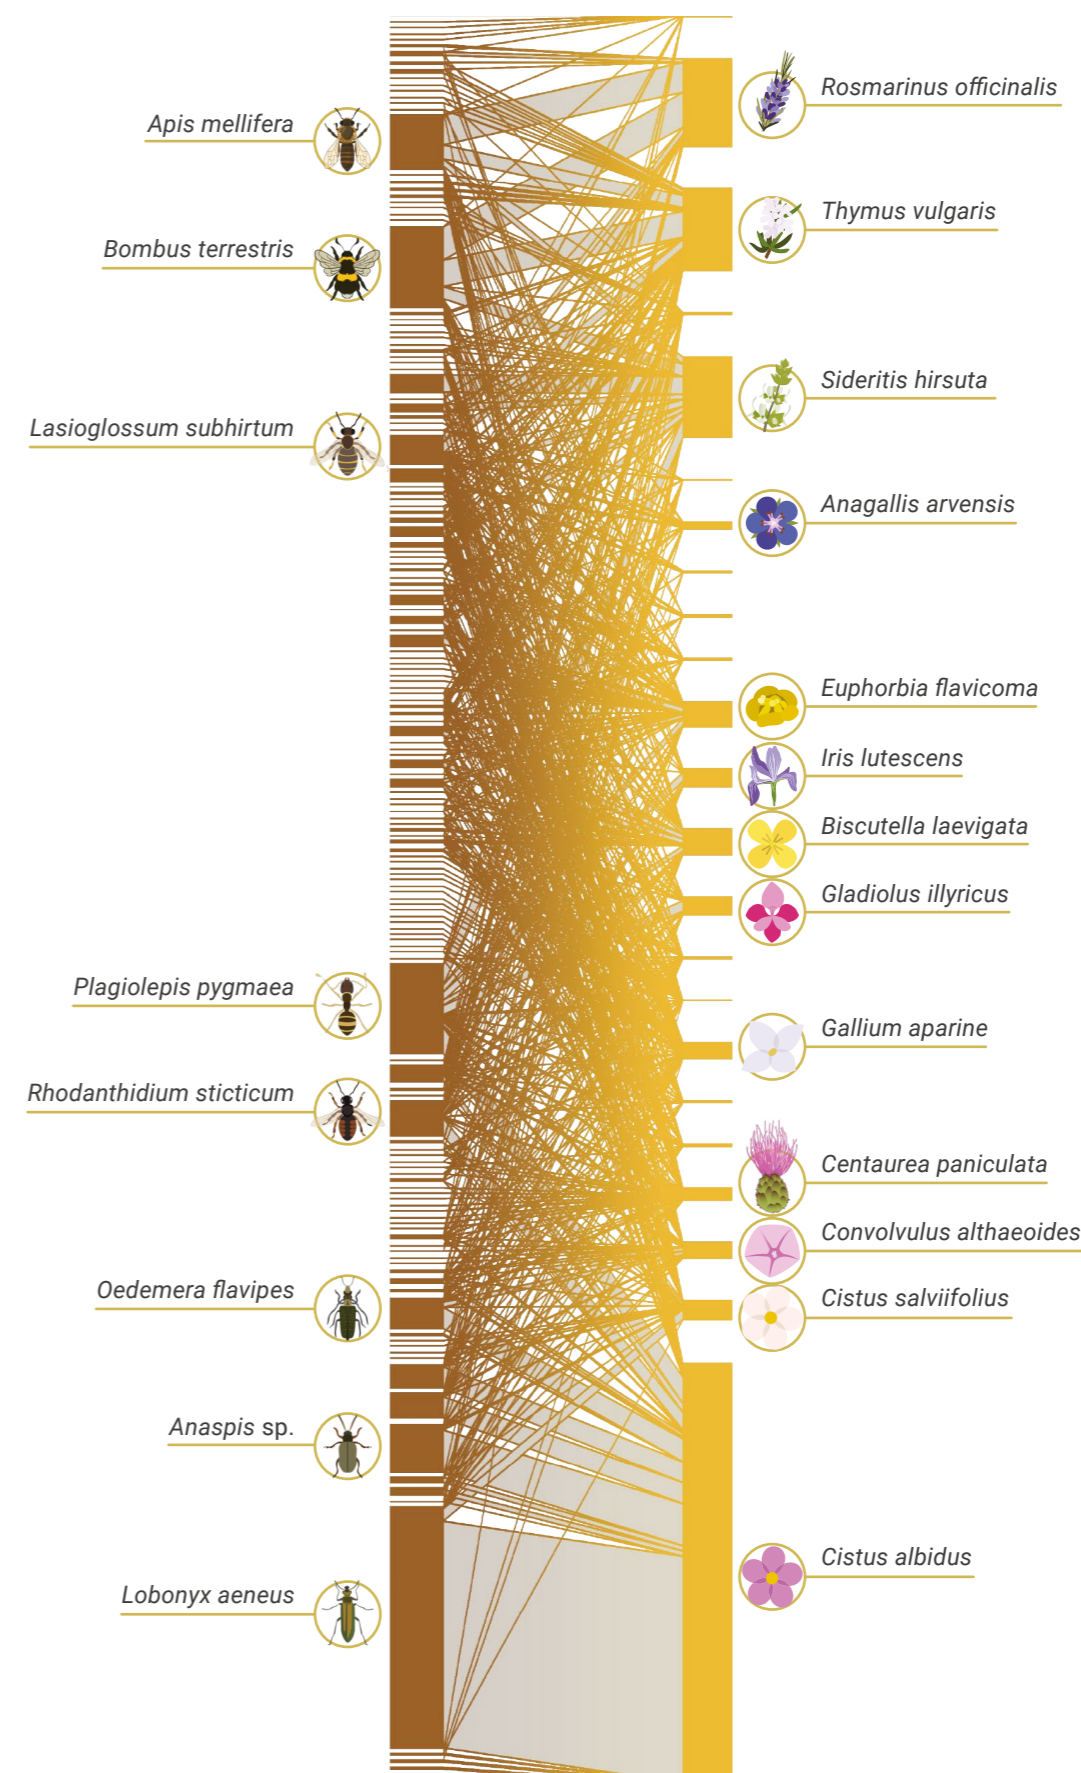 Apis mellifera
Bombus terrestris
Lasioglossum subhirtum
Plagiolepis pygmaea
Rhodanthidium sticticum
Oedemera flavipes
Anaspis sp.
Lobonyx aeneus
Rosmarinus officinalis
Thymus vulgaris
Sideritis hirsuta
Anagallis arvensis
Euphorbia flavicoma
Iris lutescens
Biscutella laevigata
Gladiolus illyricus
Gallium aparine
Centaurea paniculata
Convolvulus althaeoides
Cistus salviifolius
Cistus albidus